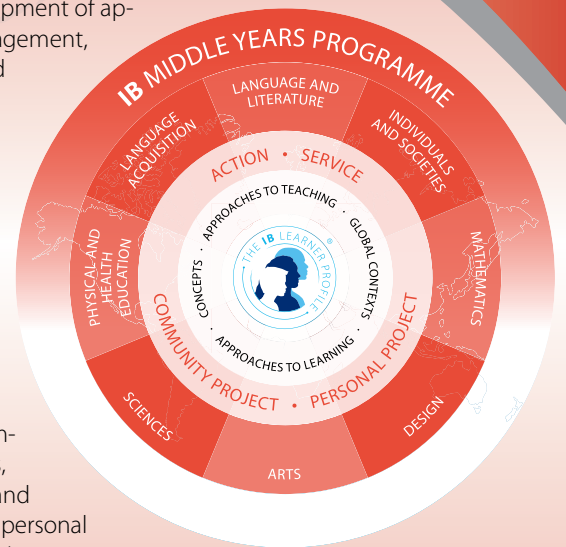 pment of ap-
gement,
d
IB MIDDLE YEARS PROGRAMME
LANGUAGE AND
LITERATURE
INDIVIDUALS
AND SOCIETIES
MATHEMATICS
DESIGN
ARTS
SCIENCES
PHYSICAL AND
HEALTH
EDUCATION
LANGUAGE
ACQUISITION
ACTION • SERVICE
COMMUNITY PROJECT • PERSONAL PROJECT
APPROACHES TO TEACHING · GLOBAL CONTEXTS · APPROACHES TO LEARNING · CONCEPTS ·
THE IB LEARNER PROFILE ®
n-
,
and
personal